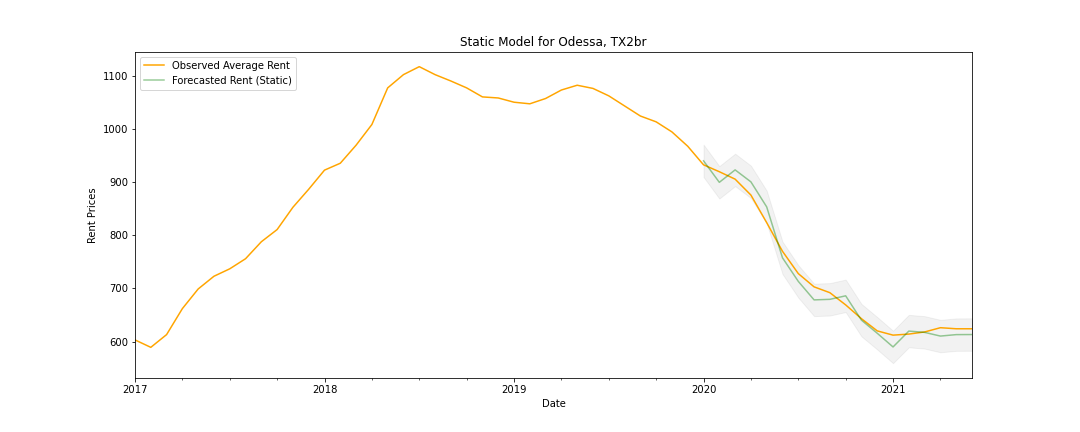 Static Model for Odessa, TX2br
Observed Average Rent
Forecasted Rent (Static)
Rent Prices
1100
1000
900
800
700
600
2017
2018
2019
2020
2021
Date